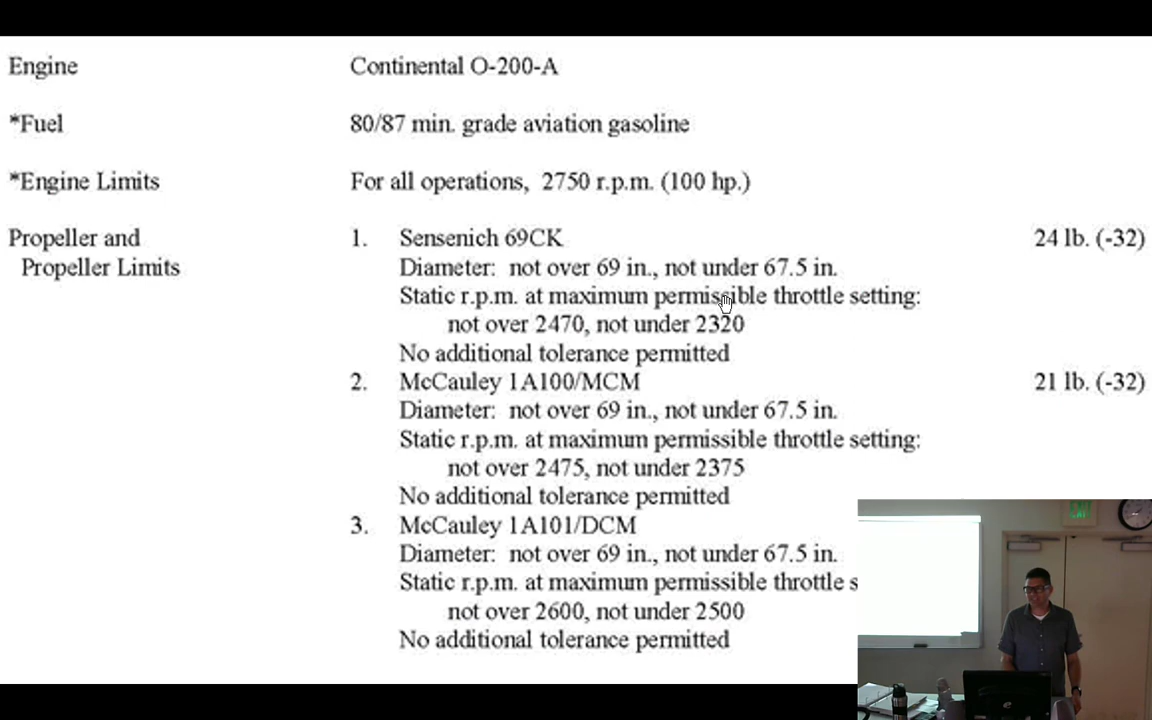 Engine Continental O-200-A
*Fuel 80/87 min. grade aviation gasoline
*Engine Limits For all operations, 2750 r.p.m. (100 hp.)
Propeller and 1. Sensenich 69CK 24 lb. (-32)
Propeller Limits Diameter: not over 69 in., not under 67.5 in.
Static r.p.m. at maximum permissible throttle setting:
not over 2470, not under 2320
No additional tolerance permitted
2. McCauley 1A100/MCM 21 lb. (-32)
Diameter: not over 69 in., not under 67.5 in.
Static r.p.m. at maximum permissible throttle setting:
not over 2475, not under 2375
No additional tolerance permitted
3. McCauley 1A101/DCM
Diameter: not over 69 in., not under 67.5 in.
Static r.p.m. at maximum permissible throttle s
not over 2600, not under 2500
No additional tolerance permitted
EXIT